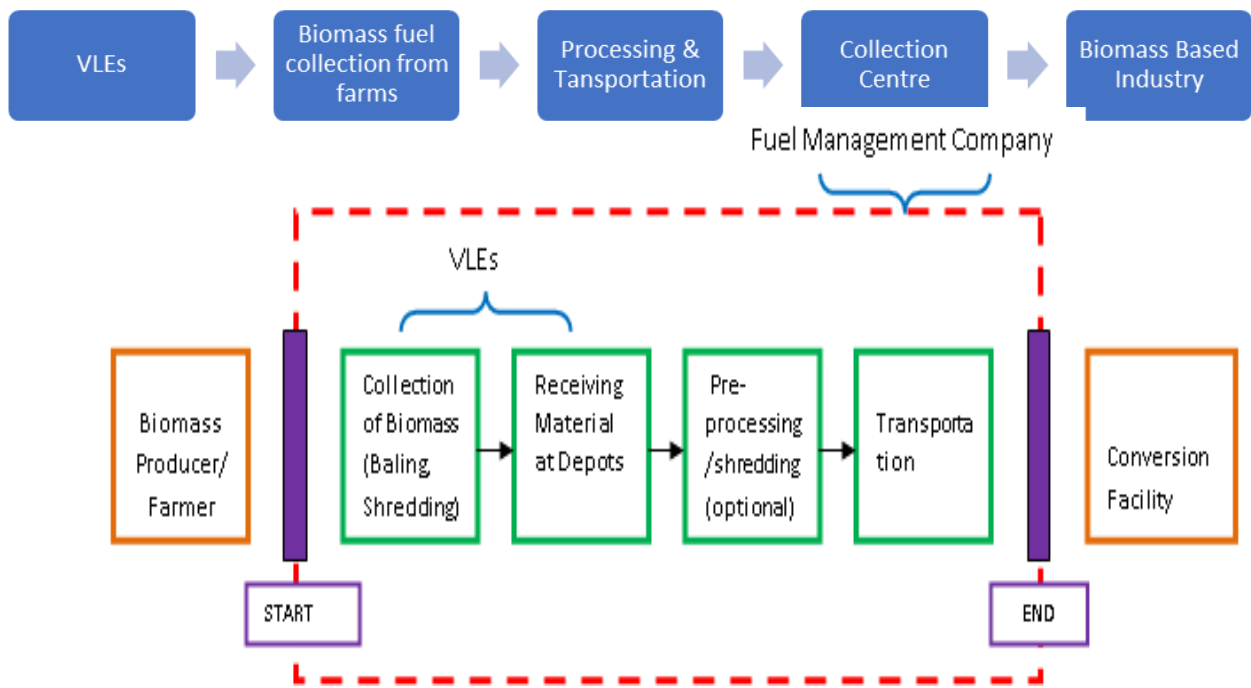 VLEs
Biomass fuel
collection from
farms
Processing &
Tansportation
Collection
Centre
Biomass Based
Industry
Fuel Management Company
VLEs
Biomass
Producer/
Farmer
Collection
of Biomass
(Baling,
Shredding)
Receiving
Material
at Depots
Pre-
processing
/shredding
(optional)
Transporta
tion
Conversion
Facility
START
END